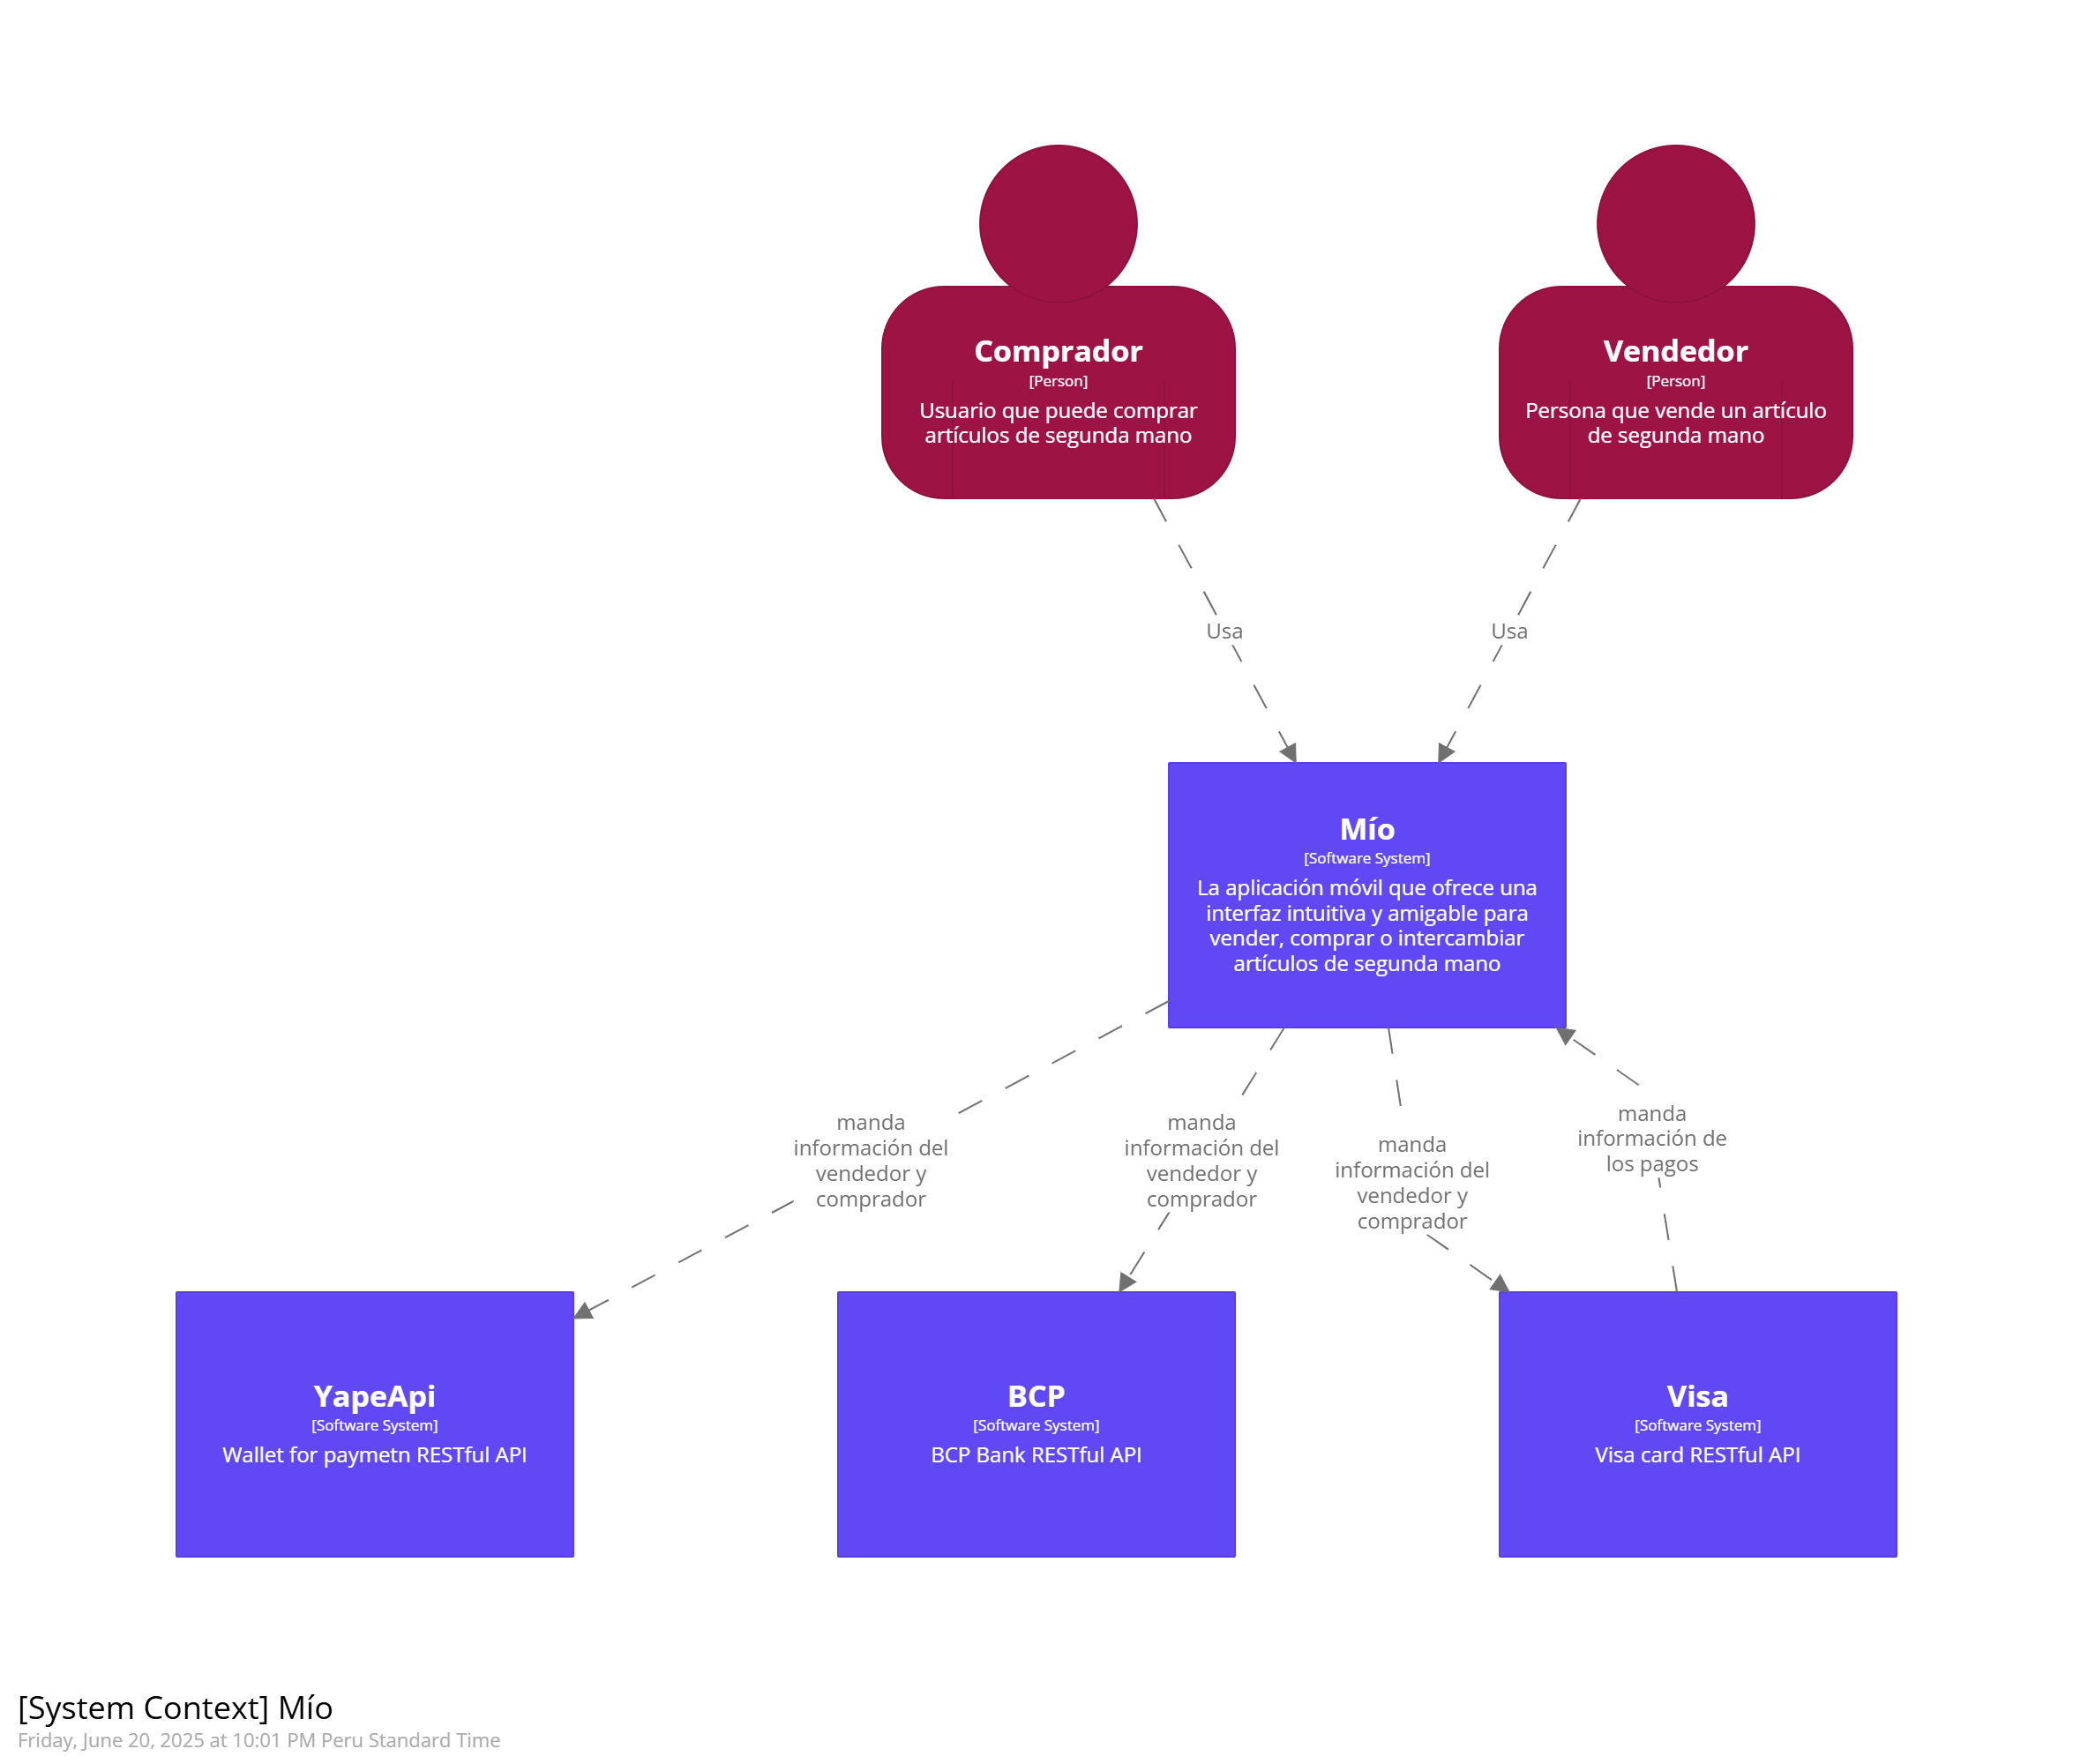 Comprador
[Person]
Usuario que puede comprar
artículos de segunda mano
Vendedor
[Person]
Persona que vende un artículo
de segunda mano
Usa
Usa
Mío
[Software System]
La aplicación móvil que ofrece una
interfaz intuitiva y amigable para
vender, comprar o intercambiar
artículos de segunda mano
manda
información del
vendedor y
comprador
manda
información del
vendedor y
comprador
manda
información del
vendedor y
comprador
manda
información de
los pagos
YapeApi
[Software System]
Wallet for paymetn RESTful API
BCP
[Software System]
BCP Bank RESTful API
Visa
[Software System]
Visa card RESTful API
[System Context] Mío
Friday, June 20, 2025 at 10:01 PM Peru Standard Time